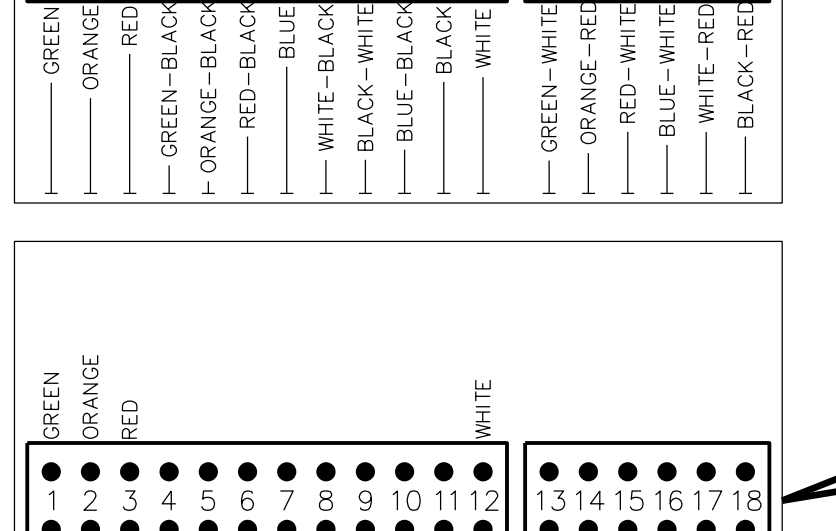 GREEN
ORANGE
RED
GREEN-BLACK
ORANGE-BLACK
RED-BLACK
BLUE
WHITE-BLACK
BLACK-WHITE
BLUE-BLACK
BLACK
WHITE
GREEN-WHITE
ORANGE-RED
RED-WHITE
BLUE-WHITE
WHITE-RED
BLACK-RED
GREEN
ORANGE
RED
WHITE
1 2 3 4 5 6 7 8 9 10 11 12 13 14 15 16 17 18